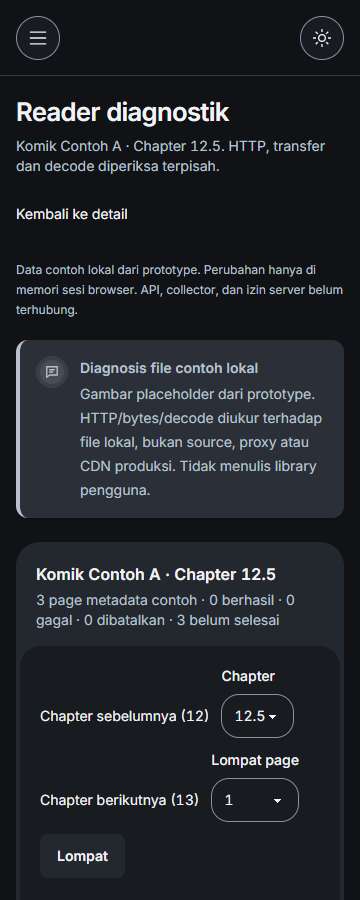 Reader diagnostik
Komik Contoh A · Chapter 12.5. HTTP, transfer
dan decode diperiksa terpisah.
Kembali ke detail
Data contoh lokal dari prototype. Perubahan hanya di
memori sesi browser. API, collector, dan izin server belum
terhubung.
Diagnosis file contoh lokal
Gambar placeholder dari prototype.
HTTP/bytes/decode diukur terhadap
file lokal, bukan source, proxy atau
CDN produksi. Tidak menulis library
pengguna.
Komik Contoh A · Chapter 12.5
3 page metadata contoh · 0 berhasil · 0
gagal · 0 dibatalkan · 3 belum selesai
Chapter
Chapter sebelumnya (12) 12.5
Lompat page
Chapter berikutnya (13) 1
Lompat